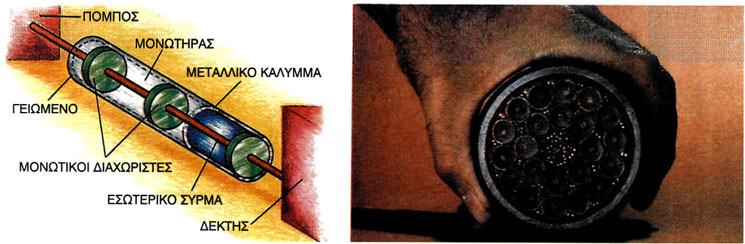 ΠΟΜΠΟΣ
ΜΟΝΩΤΗΡΑΣ
ΜΕΤΑΛΛΙΚΟ ΚΑΛΥΜΜΑ
ΓΕΙΩΜΕΝΟ
ΜΟΝΩΤΙΚΟΙ ΔΙΑΧΩΡΙΣΤΕΣ
ΕΣΩΤΕΡΙΚΟ ΣΥΡΜΑ
ΔΕΚΤΗΣ